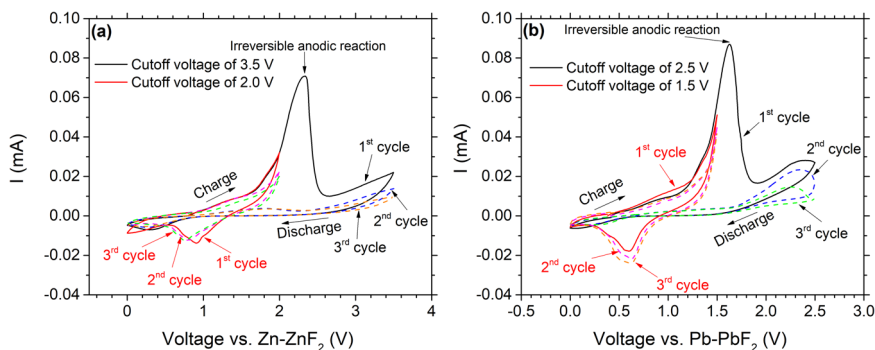 (a)
Irreversible anodic reaction
Cutoff voltage of 3.5 V
Cutoff voltage of 2.0 V
1st cycle
Charge
Discharge
2nd cycle
3rd cycle
3rd cycle
2nd cycle
1st cycle
I (mA)
0.10
0.08
0.06
0.04
0.02
0.00
-0.02
-0.04
0 1 2 3 4
Voltage vs. Zn-ZnF2 (V)
(b)
Irreversible anodic reaction
Cutoff voltage of 2.5 V
Cutoff voltage of 1.5 V
1st cycle
2nd cycle
1st cycle
Charge
Discharge
3rd cycle
2nd cycle
3rd cycle
I (mA)
0.10
0.08
0.06
0.04
0.02
0.00
-0.02
-0.04
-0.5 0.0 0.5 1.0 1.5 2.0 2.5 3.0
Voltage vs. Pb-PbF2 (V)